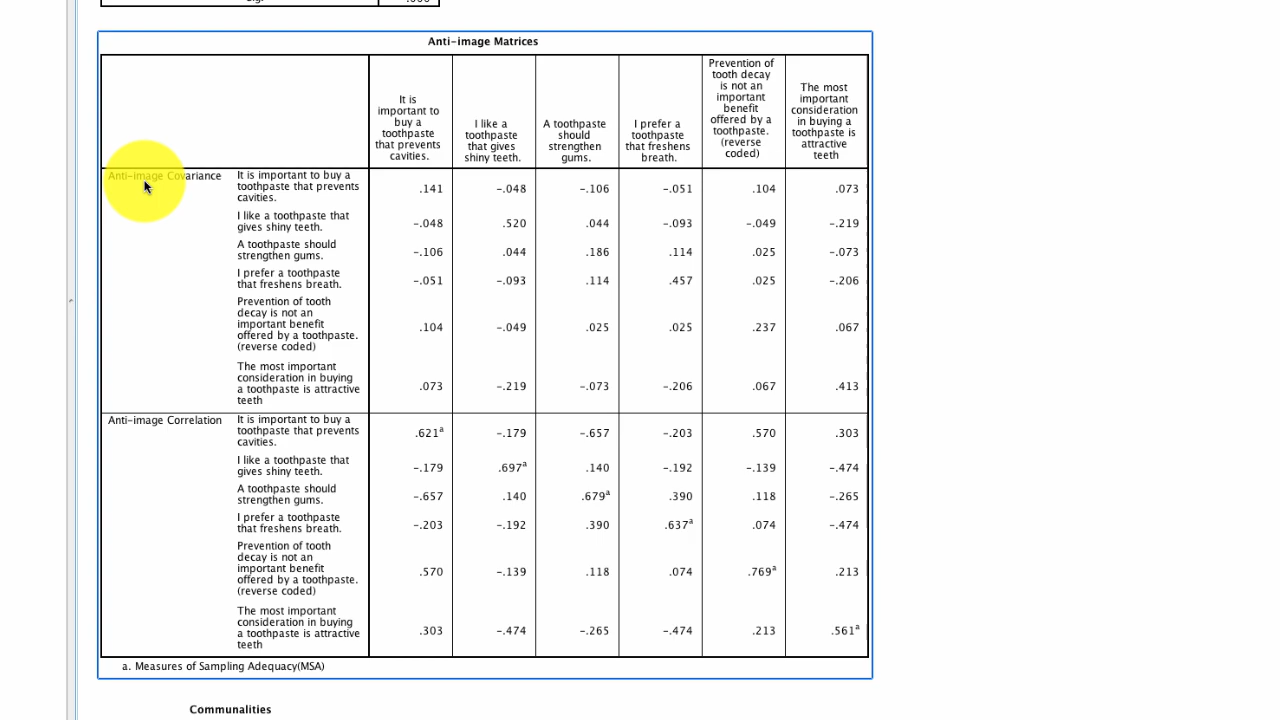 Sig.
.000
Anti-image Matrices
It is
important to
buy a
toothpaste
that prevents
cavities.
I like a
toothpaste
that gives
shiny teeth.
A toothpaste
should
strengthen
gums.
I prefer a
toothpaste
that freshens
breath.
Prevention of
tooth decay
is not an
important
benefit
offered by a
toothpaste.
(reverse
coded)
The most
important
consideration
in buying a
toothpaste is
attractive
teeth
Anti-image Covariance
It is important to buy a
toothpaste that prevents
cavities.
.141 -.048 -.106 -.051 .104 .073
I like a toothpaste that
gives shiny teeth.
-.048 .520 .044 -.093 -.049 -.219
A toothpaste should
strengthen gums.
-.106 .044 .186 .114 .025 -.073
I prefer a toothpaste
that freshens breath.
-.051 -.093 .114 .457 .025 -.206
Prevention of tooth
decay is not an
important benefit
offered by a toothpaste.
(reverse coded)
.104 -.049 .025 .025 .237 .067
The most important
consideration in buying
a toothpaste is attractive
teeth
.073 -.219 -.073 -.206 .067 .413
Anti-image Correlation
It is important to buy a
toothpaste that prevents
cavities.
.621a -.179 -.657 -.203 .570 .303
I like a toothpaste that
gives shiny teeth.
-.179 .697a .140 -.192 -.139 -.474
A toothpaste should
strengthen gums.
-.657 .140 .679a .390 .118 -.265
I prefer a toothpaste
that freshens breath.
-.203 -.192 .390 .637a .074 -.474
Prevention of tooth
decay is not an
important benefit
offered by a toothpaste.
(reverse coded)
.570 -.139 .118 .074 .769a .213
The most important
consideration in buying
a toothpaste is attractive
teeth
.303 -.474 -.265 -.474 .213 .561a
a. Measures of Sampling Adequacy(MSA)
Communalities